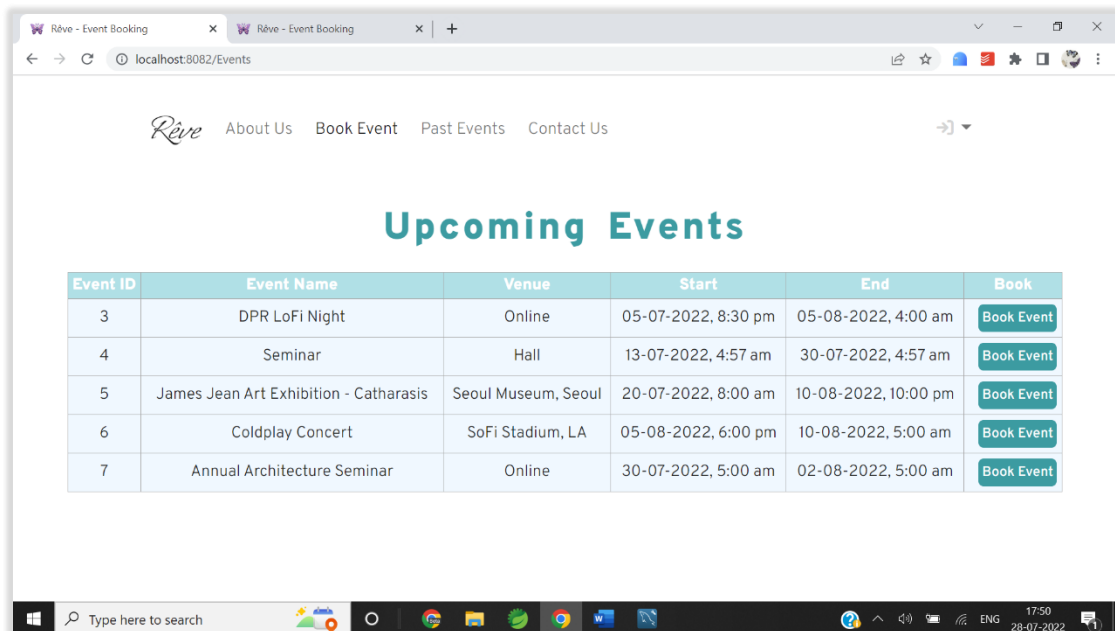 Rêve - Event Booking
Rêve - Event Booking
localhost:8082/Events
Rêve About Us Book Event Past Events Contact Us
Upcoming Events
Event ID Event Name Venue Start End Book
3 DPR LoFi Night Online 05-07-2022, 8:30 pm 05-08-2022, 4:00 am Book Event
4 Seminar Hall 13-07-2022, 4:57 am 30-07-2022, 4:57 am Book Event
5 James Jean Art Exhibition - Catharasis Seoul Museum, Seoul 20-07-2022, 8:00 am 10-08-2022, 10:00 pm Book Event
6 Coldplay Concert SoFi Stadium, LA 05-08-2022, 6:00 pm 10-08-2022, 5:00 am Book Event
7 Annual Architecture Seminar Online 30-07-2022, 5:00 am 02-08-2022, 5:00 am Book Event
Type here to search
ENG
17:50
28-07-2022
1